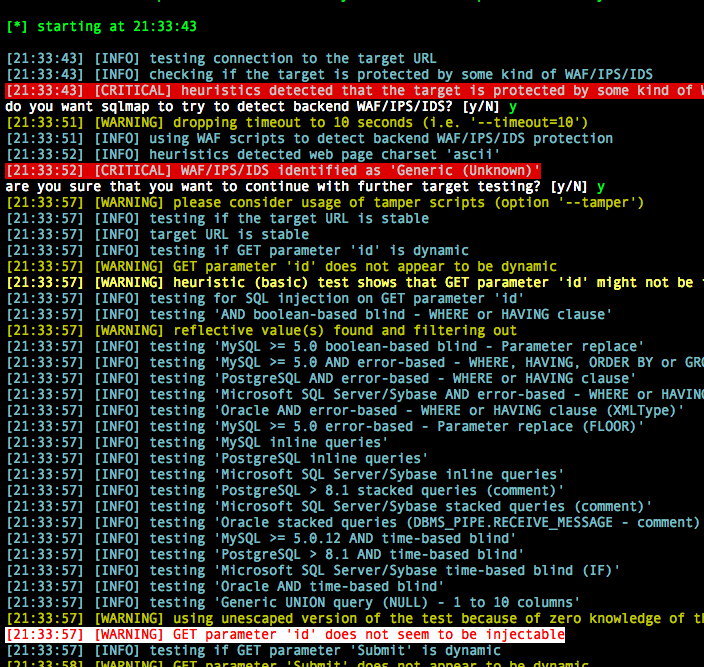 [*] starting at 21:33:43
[21:33:43] [INFO] testing connection to the target URL
[21:33:43] [INFO] checking if the target is protected by some kind of WAF/IPS/IDS
[21:33:43] [CRITICAL] heuristics detected that the target is protected by some kind of
do you want sqlmap to try to detect backend WAF/IPS/IDS? [y/N] y
[21:33:51] [WARNING] dropping timeout to 10 seconds (i.e. '--timeout=10')
[21:33:51] [INFO] using WAF scripts to detect backend WAF/IPS/IDS protection
[21:33:52] [INFO] heuristics detected web page charset 'ascii'
[21:33:52] [CRITICAL] WAF/IPS/IDS identified as 'Generic (Unknown)'
are you sure that you want to continue with further target testing? [y/N] y
[21:33:57] [WARNING] please consider usage of tamper scripts (option '--tamper')
[21:33:57] [INFO] testing if the target URL is stable
[21:33:57] [INFO] target URL is stable
[21:33:57] [INFO] testing if GET parameter 'id' is dynamic
[21:33:57] [WARNING] GET parameter 'id' does not appear to be dynamic
[21:33:57] [WARNING] heuristic (basic) test shows that GET parameter 'id' might not be
[21:33:57] [INFO] testing for SQL injection on GET parameter 'id'
[21:33:57] [INFO] testing 'AND boolean-based blind - WHERE or HAVING clause'
[21:33:57] [WARNING] reflective value(s) found and filtering out
[21:33:57] [INFO] testing 'MySQL >= 5.0 boolean-based blind - Parameter replace'
[21:33:57] [INFO] testing 'MySQL >= 5.0 AND error-based - WHERE, HAVING, ORDER BY or GRO
[21:33:57] [INFO] testing 'PostgreSQL AND error-based - WHERE or HAVING clause'
[21:33:57] [INFO] testing 'Microsoft SQL Server/Sybase AND error-based - WHERE or HAVING
[21:33:57] [INFO] testing 'Oracle AND error-based - WHERE or HAVING clause (XMLType)'
[21:33:57] [INFO] testing 'MySQL >= 5.0 error-based - Parameter replace (FLOOR)'
[21:33:57] [INFO] testing 'MySQL inline queries'
[21:33:57] [INFO] testing 'PostgreSQL inline queries'
[21:33:57] [INFO] testing 'Microsoft SQL Server/Sybase inline queries'
[21:33:57] [INFO] testing 'PostgreSQL > 8.1 stacked queries (comment)'
[21:33:57] [INFO] testing 'Microsoft SQL Server/Sybase stacked queries (comment)'
[21:33:57] [INFO] testing 'Oracle stacked queries (DBMS_PIPE.RECEIVE_MESSAGE - comment)
[21:33:57] [INFO] testing 'MySQL >= 5.0.12 AND time-based blind'
[21:33:57] [INFO] testing 'PostgreSQL > 8.1 AND time-based blind'
[21:33:57] [INFO] testing 'Microsoft SQL Server/Sybase time-based blind (IF)'
[21:33:57] [INFO] testing 'Oracle AND time-based blind'
[21:33:57] [INFO] testing 'Generic UNION query (NULL) - 1 to 10 columns'
[21:33:57] [WARNING] using unescaped version of the test because of zero knowledge of
[21:33:57] [WARNING] GET parameter 'id' does not seem to be injectable
[21:33:57] [INFO] testing if GET parameter 'Submit' is dynamic
[21:33:58] [WARNING] GET parameter 'Submit' does not appear to be dynamic